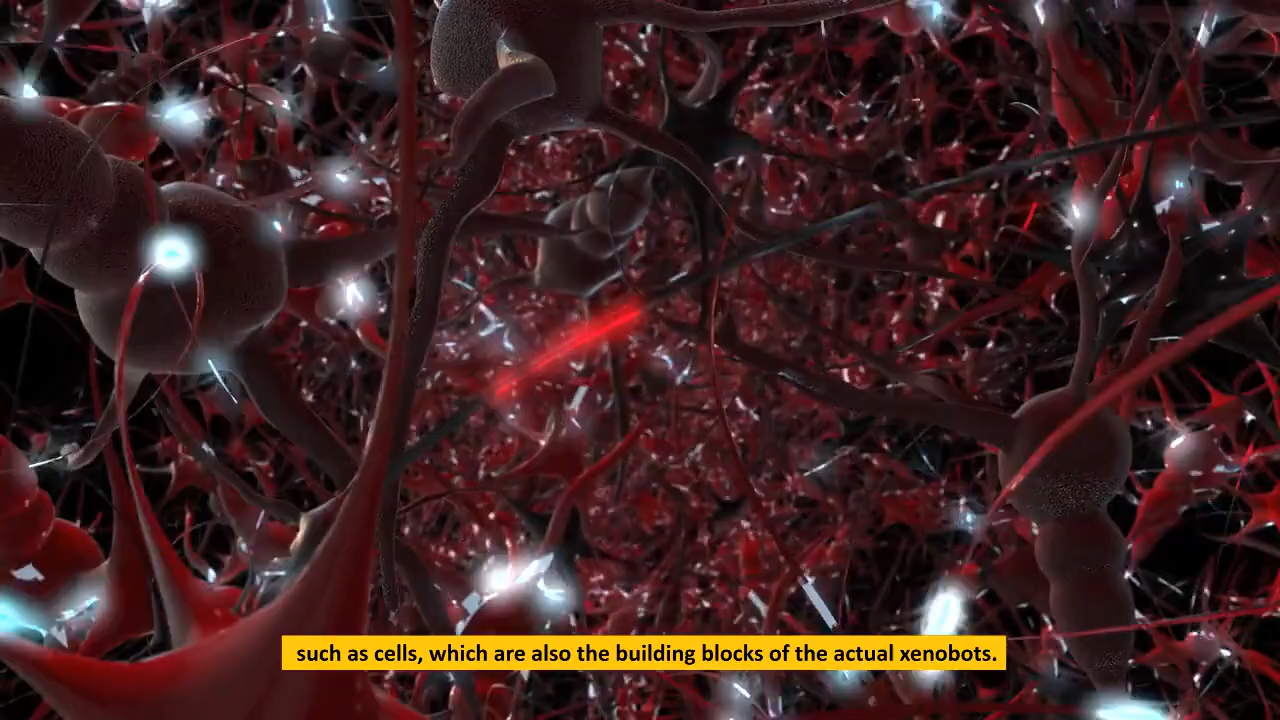 such as cells, which are also the building blocks of the actual xenobots.